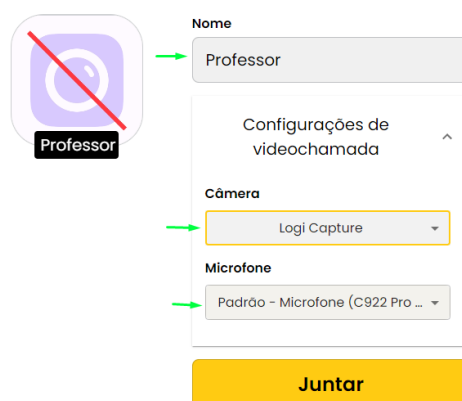 Nome
Professor
Professor
Configurações de
videochamada
Câmera
Logi Capture
Microfone
Padrão - Microfone (C922 Pro ...
Juntar